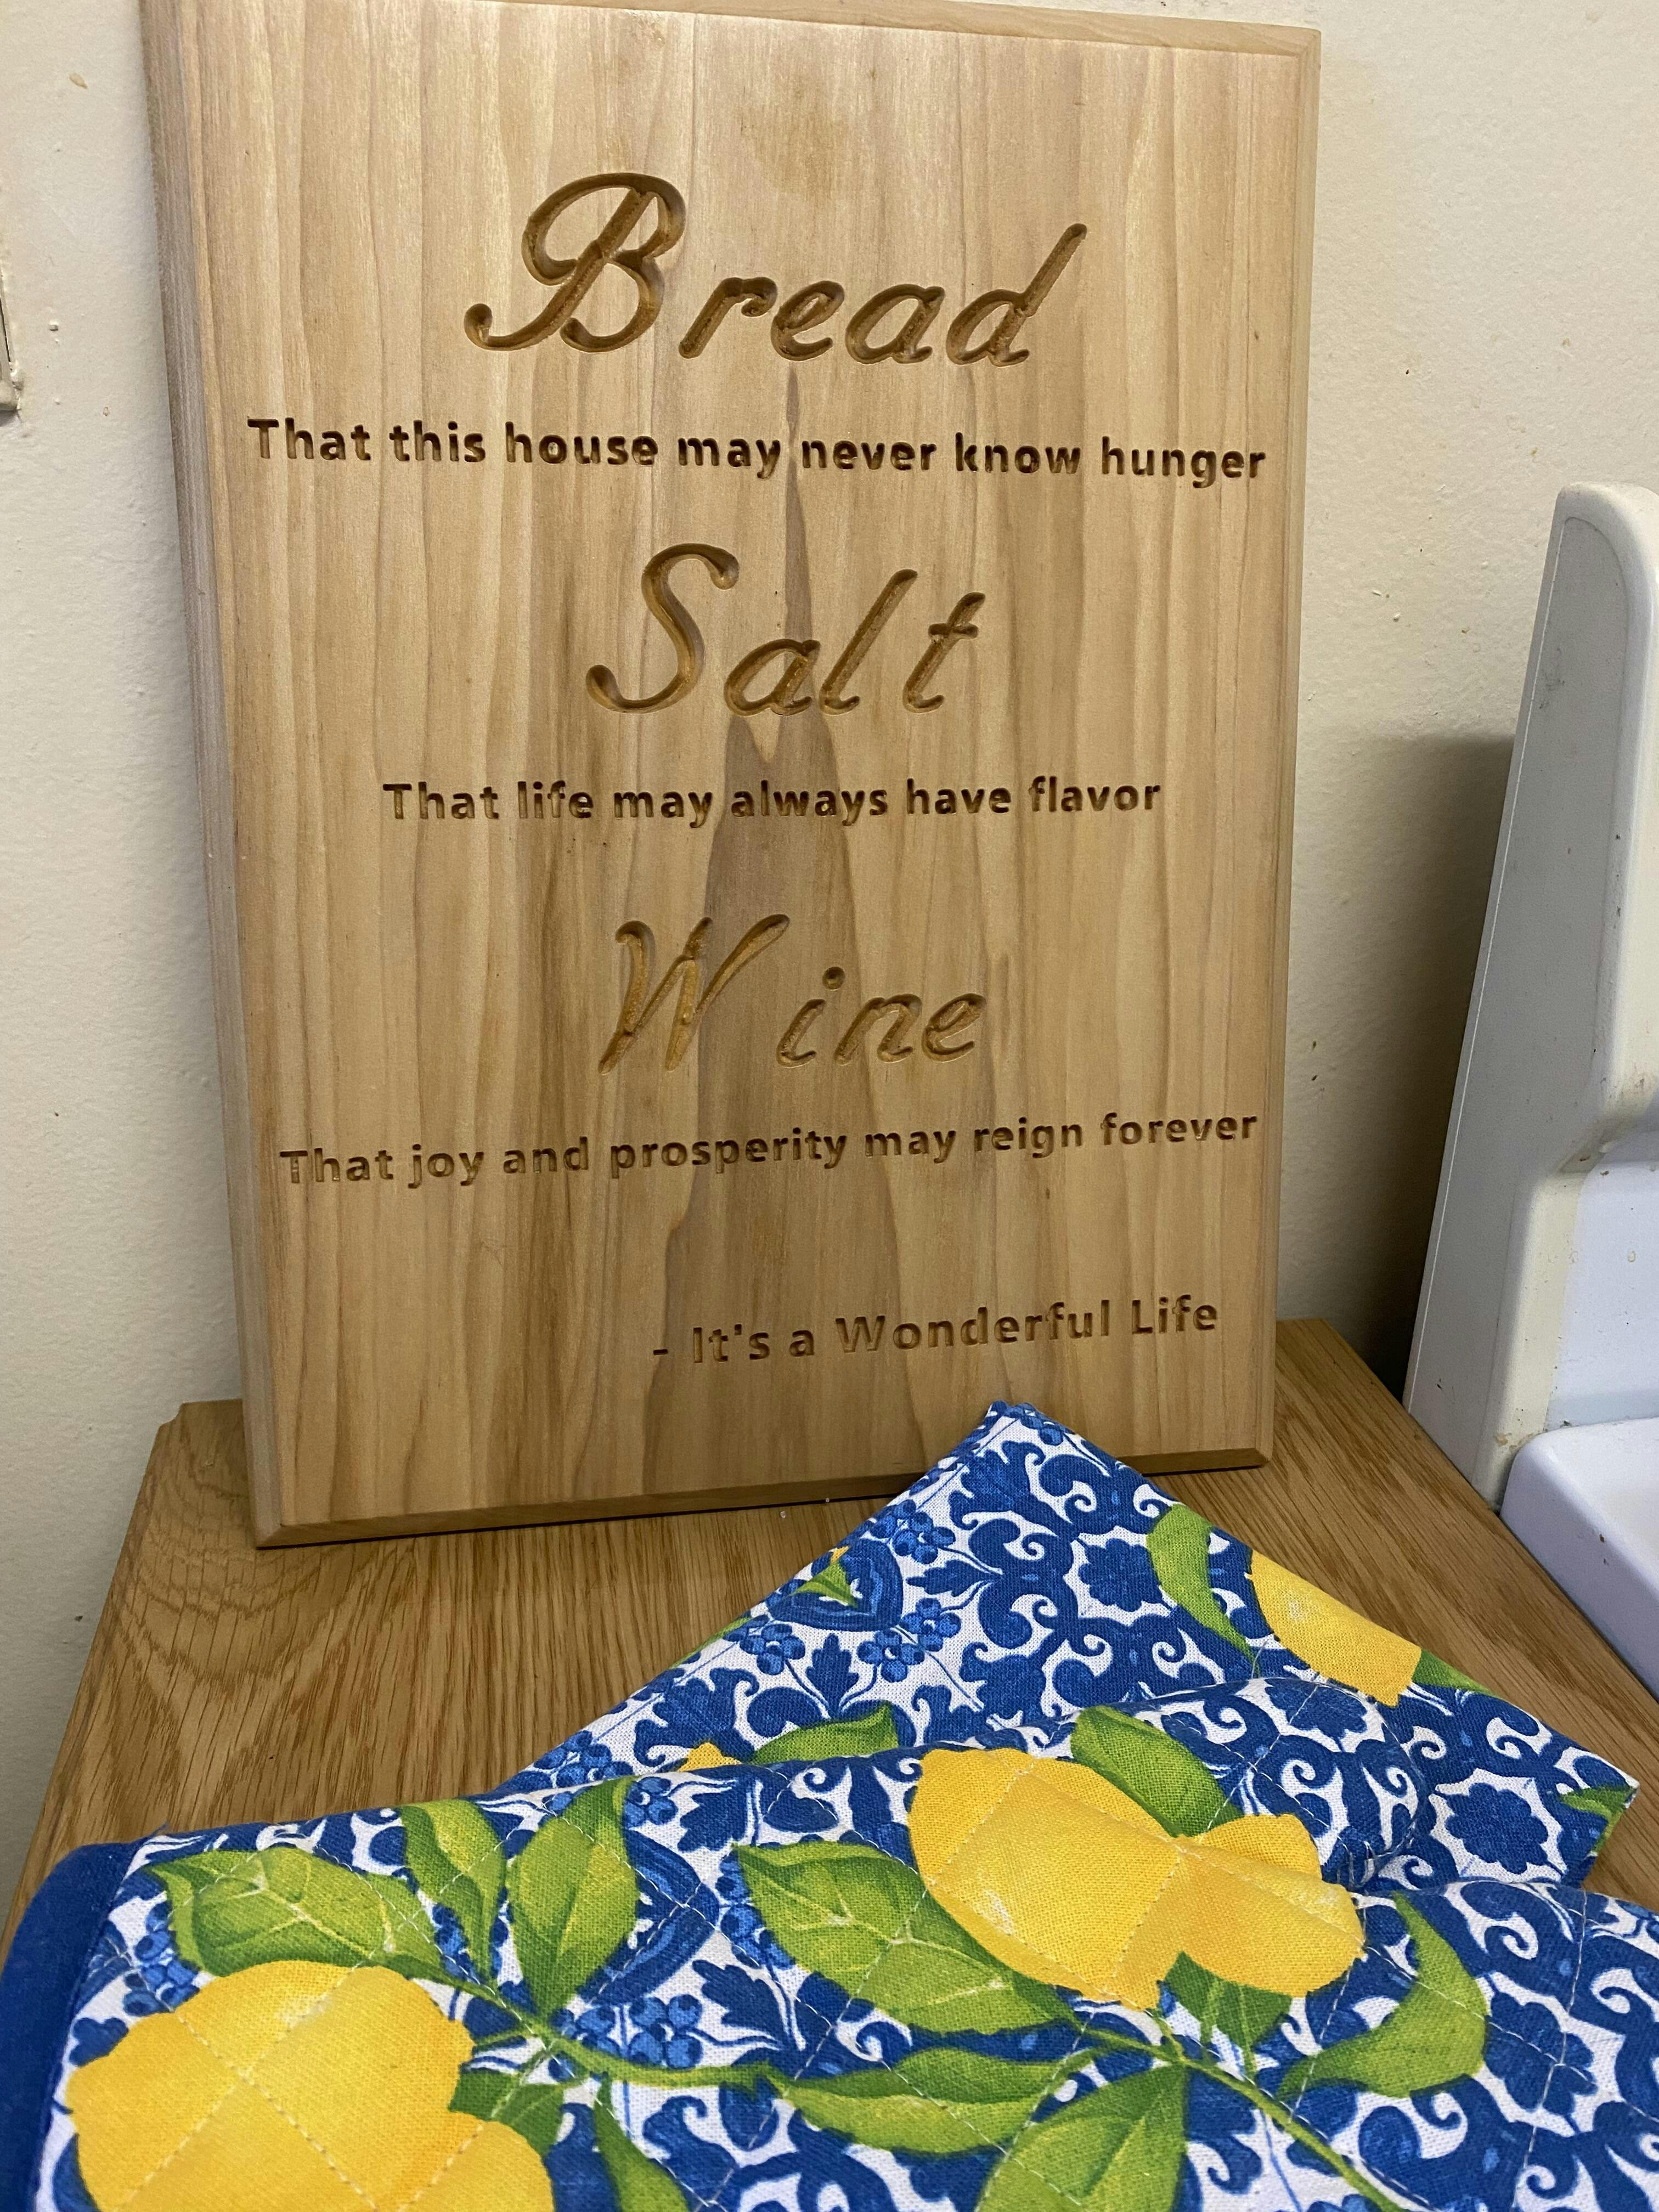 Bread
That this house may never know hunger
Salt
That life may always have flavor
Wine
That joy and prosperity may reign forever
- It's a Wonderful Life